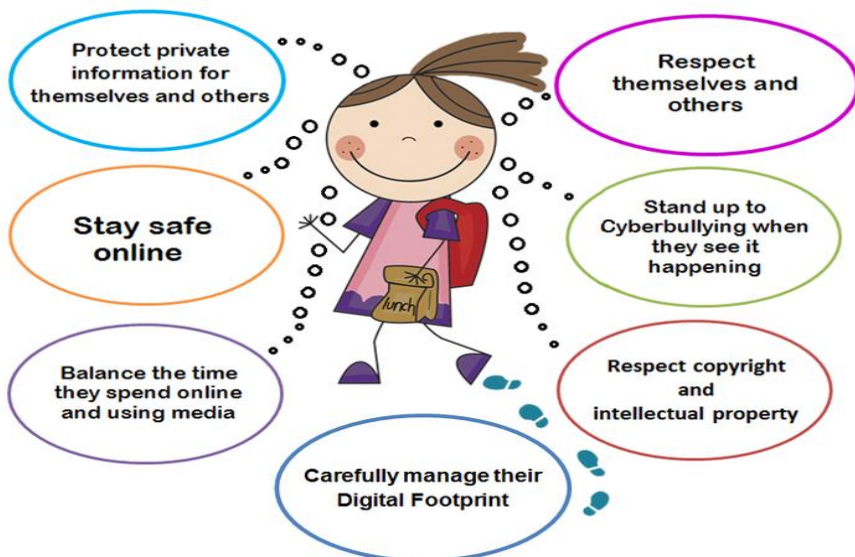 Protect private
information for
themselves and others
Respect
themselves and
others
Stay safe
online
Stand up to
Cyberbullying when
they see it
happening
lunch
Balance the time
they spend online
and using media
Respect copyright
and
intellectual property
Carefully manage their
Digital Footprint